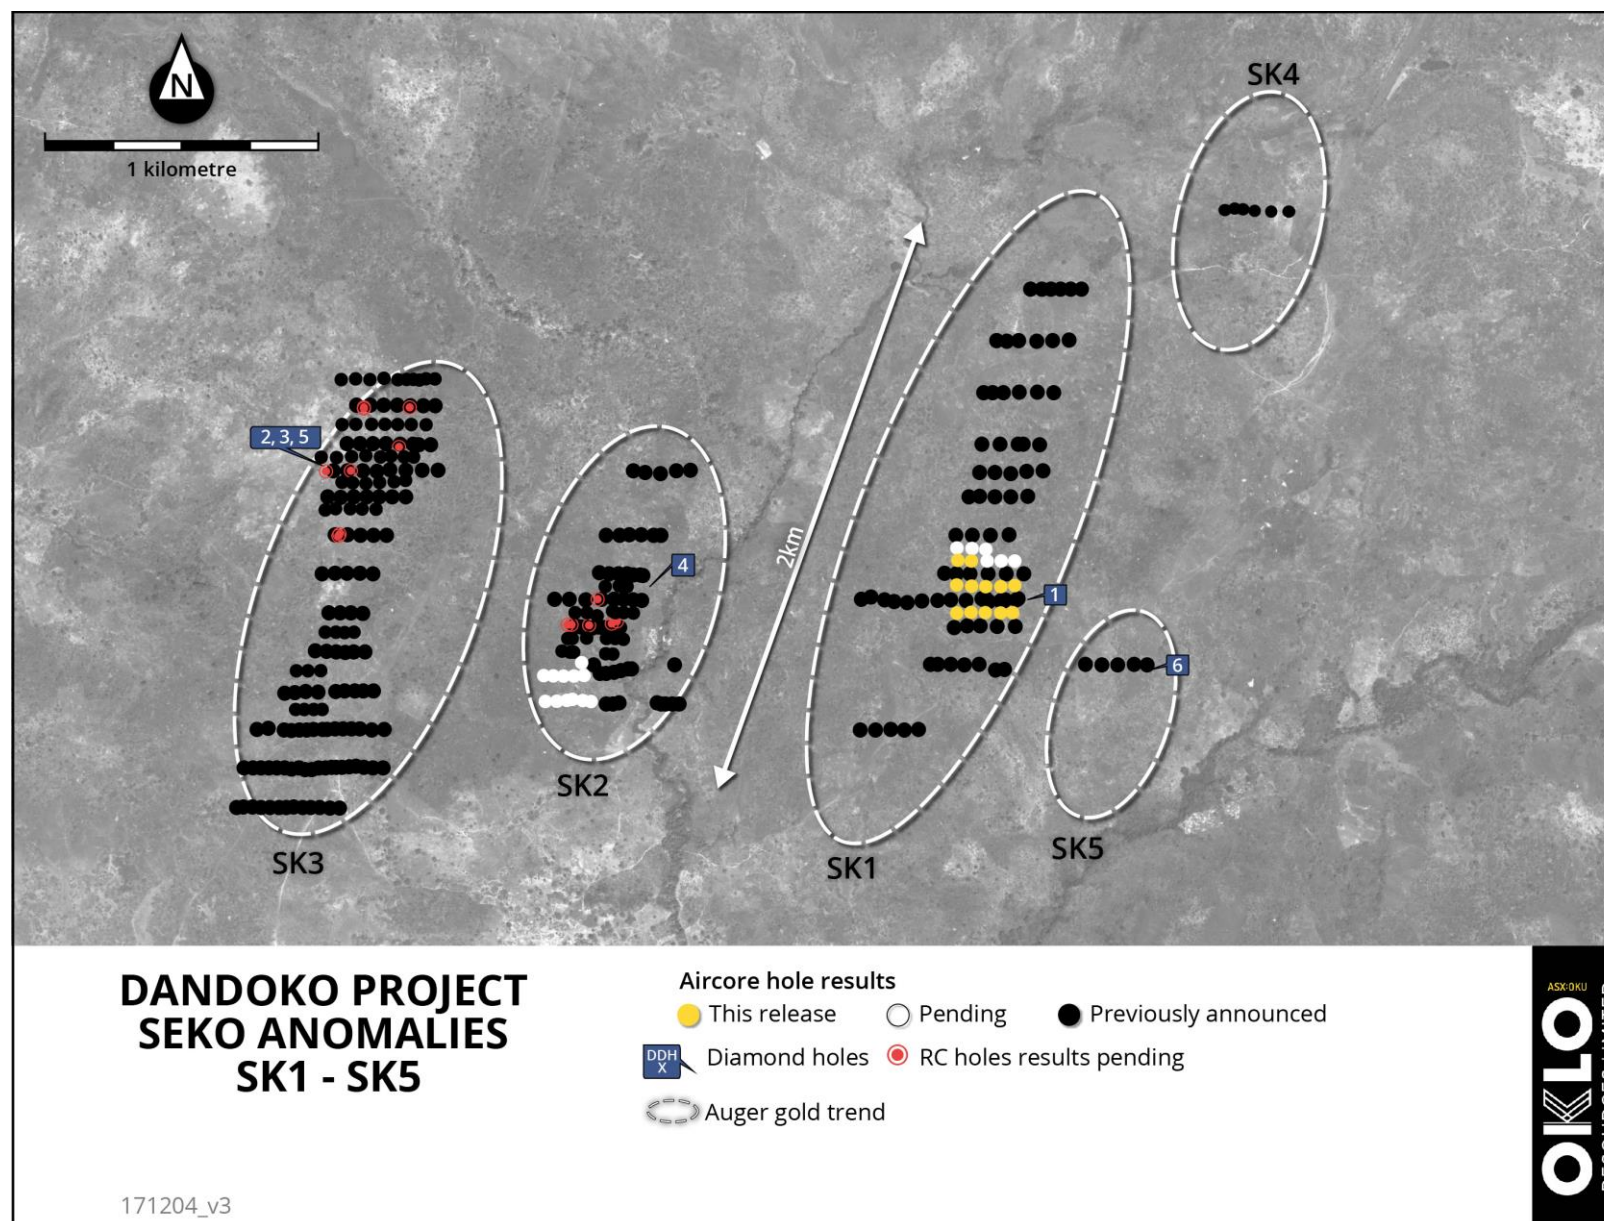 N
1 kilometre
SK4
2, 3, 5
4
2km
1
6
SK2
SK3
SK1
SK5
DANDOKO PROJECT
SEKO ANOMALIES
SK1 - SK5
Aircore hole results
This release
Pending
Previously announced
DDH
X
Diamond holes
RC holes results pending
Auger gold trend
171204_v3
ASX:OKU
OKLO